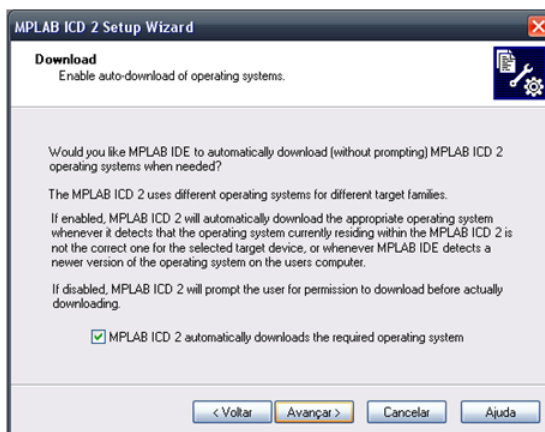 MPLAB ICD 2 Setup Wizard
Download
Enable auto-download of operating systems.
Would you like MPLAB IDE to automatically download (without prompting) MPLAB ICD 2
operating systems when needed?
The MPLAB ICD 2 uses different operating systems for different target families.
If enabled, MPLAB ICD 2 will automatically download the appropriate operating system
whenever it detects that the operating system currently residing within the MPLAB ICD 2 is
not the correct one for the selected target device, or whenever MPLAB IDE detects a
newer version of the operating system on the users computer.
If disabled, MPLAB ICD 2 will prompt the user for permission to download before actually
downloading.
MPLAB ICD 2 automatically downloads the required operating system
< Voltar Avançar > Cancelar Ajuda